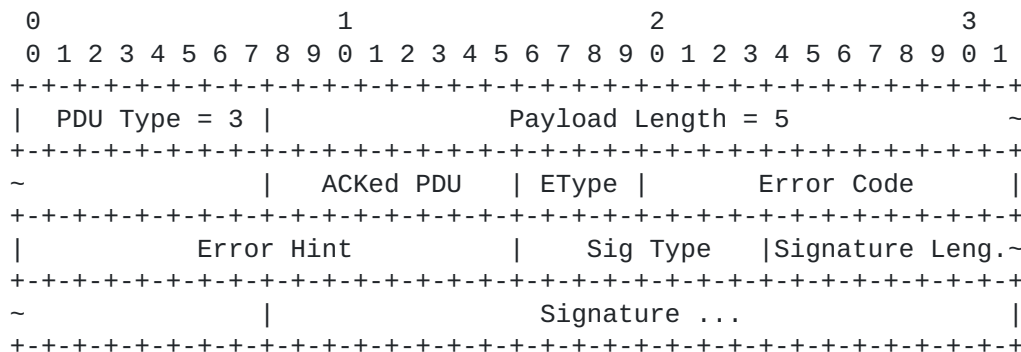 0                   1                   2                   3
 0 1 2 3 4 5 6 7 8 9 0 1 2 3 4 5 6 7 8 9 0 1 2 3 4 5 6 7 8 9 0 1
+-+-+-+-+-+-+-+-+-+-+-+-+-+-+-+-+-+-+-+-+-+-+-+-+-+-+-+-+-+-+-+-+
|  PDU Type = 3 |               Payload Length = 5              ~
+-+-+-+-+-+-+-+-+-+-+-+-+-+-+-+-+-+-+-+-+-+-+-+-+-+-+-+-+-+-+-+-+
~               |   ACKed PDU   | EType |       Error Code      |
+-+-+-+-+-+-+-+-+-+-+-+-+-+-+-+-+-+-+-+-+-+-+-+-+-+-+-+-+-+-+-+-+
|           Error Hint          |    Sig Type   |Signature Leng.~
+-+-+-+-+-+-+-+-+-+-+-+-+-+-+-+-+-+-+-+-+-+-+-+-+-+-+-+-+-+-+-+-+
~               |                 Signature ...                 |
+-+-+-+-+-+-+-+-+-+-+-+-+-+-+-+-+-+-+-+-+-+-+-+-+-+-+-+-+-+-+-+-+